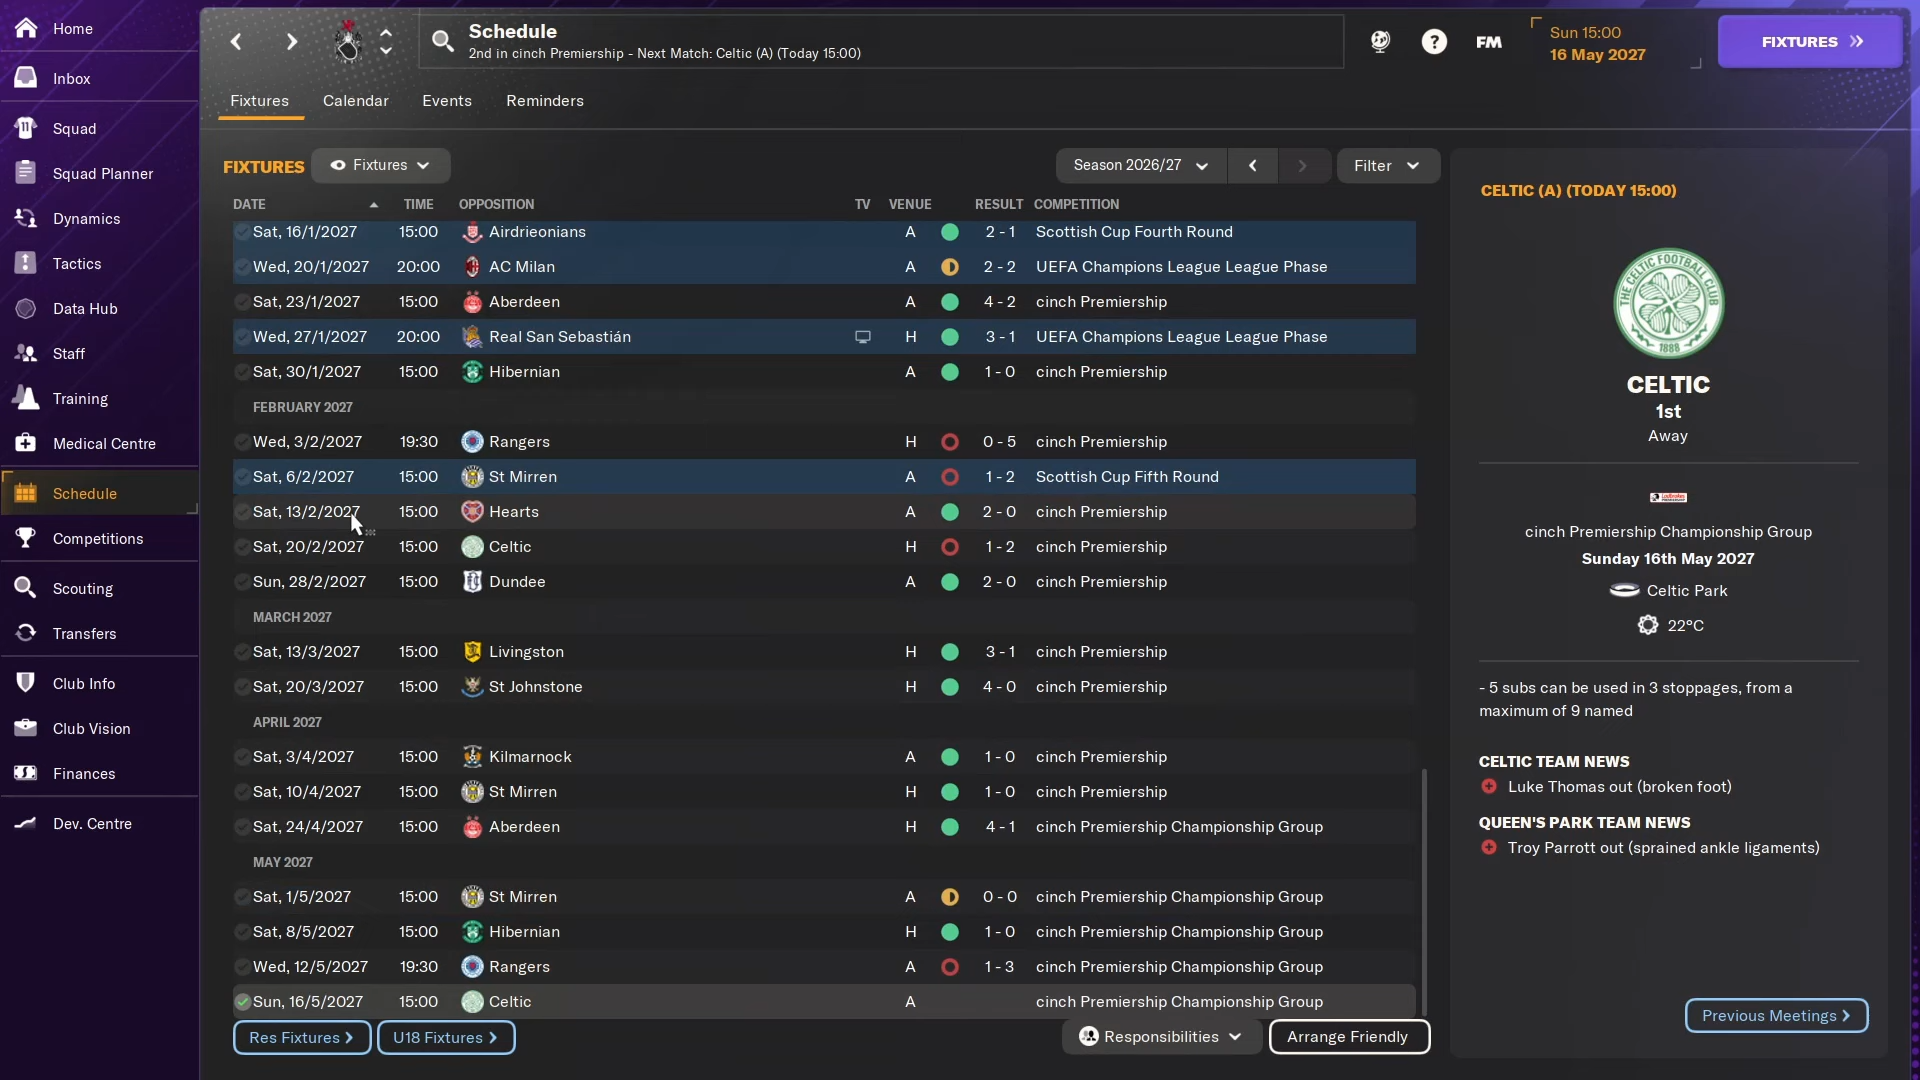 Home
Inbox
Squad
Squad Planner
Dynamics
Tactics
Data Hub
Staff
Training
Medical Centre
Schedule
Competitions
Scouting
Transfers
Club Info
Club Vision
Finances
Dev. Centre
Schedule
2nd in cinch Premiership - Next Match: Celtic (A) (Today 15:00)
?
FM
Sun 15:00
16 May 2027
FIXTURES
Fixtures Calendar Events Reminders
FIXTURES Fixtures Season 2026/27 Filter
DATE TIME OPPOSITION TV VENUE RESULT COMPETITION
Sat, 16/1/2027 15:00 Airdrieonians A 2 - 1 Scottish Cup Fourth Round
Wed, 20/1/2027 20:00 AC Milan A 2 - 2 UEFA Champions League League Phase
Sat, 23/1/2027 15:00 Aberdeen A 4 - 2 cinch Premiership
Wed, 27/1/2027 20:00 Real San Sebastián H 3 - 1 UEFA Champions League League Phase
Sat, 30/1/2027 15:00 Hibernian A 1 - 0 cinch Premiership
FEBRUARY 2027
Wed, 3/2/2027 19:30 Rangers H 0 - 5 cinch Premiership
Sat, 6/2/2027 15:00 St Mirren A 1 - 2 Scottish Cup Fifth Round
Sat, 13/2/2027 15:00 Hearts A 2 - 0 cinch Premiership
Sat, 20/2/2027 15:00 Celtic H 1 - 2 cinch Premiership
Sun, 28/2/2027 15:00 Dundee A 2 - 0 cinch Premiership
MARCH 2027
Sat, 13/3/2027 15:00 Livingston H 3 - 1 cinch Premiership
Sat, 20/3/2027 15:00 St Johnstone H 4 - 0 cinch Premiership
APRIL 2027
Sat, 3/4/2027 15:00 Kilmarnock A 1 - 0 cinch Premiership
Sat, 10/4/2027 15:00 St Mirren H 1 - 0 cinch Premiership
Sat, 24/4/2027 15:00 Aberdeen H 4 - 1 cinch Premiership Championship Group
MAY 2027
Sat, 1/5/2027 15:00 St Mirren A 0 - 0 cinch Premiership Championship Group
Sat, 8/5/2027 15:00 Hibernian H 1 - 0 cinch Premiership Championship Group
Wed, 12/5/2027 19:30 Rangers A 1 - 3 cinch Premiership Championship Group
Sun, 16/5/2027 15:00 Celtic A cinch Premiership Championship Group
Res Fixtures U18 Fixtures Responsibilities Arrange Friendly
CELTIC (A) (TODAY 15:00)
THE CELTIC FOOTBALL CLUB
1888
CELTIC
1st
Away
Ladbrokes
cinch Premiership Championship Group
Sunday 16th May 2027
Celtic Park
22°C
- 5 subs can be used in 3 stoppages, from a
maximum of 9 named
CELTIC TEAM NEWS
Luke Thomas out (broken foot)
QUEEN'S PARK TEAM NEWS
Troy Parrott out (sprained ankle ligaments)
Previous Meetings